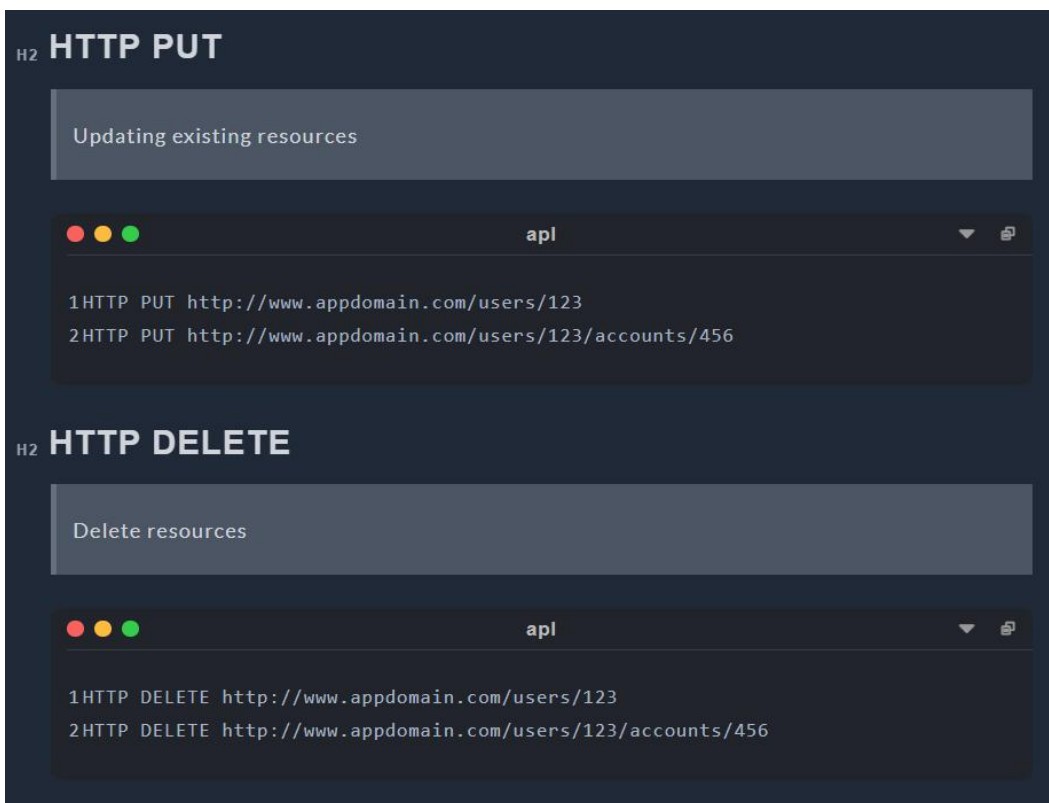 H2 HTTP PUT
Updating existing resources
apl
1HTTP PUT http://www.appdomain.com/users/123
2HTTP PUT http://www.appdomain.com/users/123/accounts/456
H2 HTTP DELETE
Delete resources
apl
1HTTP DELETE http://www.appdomain.com/users/123
2HTTP DELETE http://www.appdomain.com/users/123/accounts/456